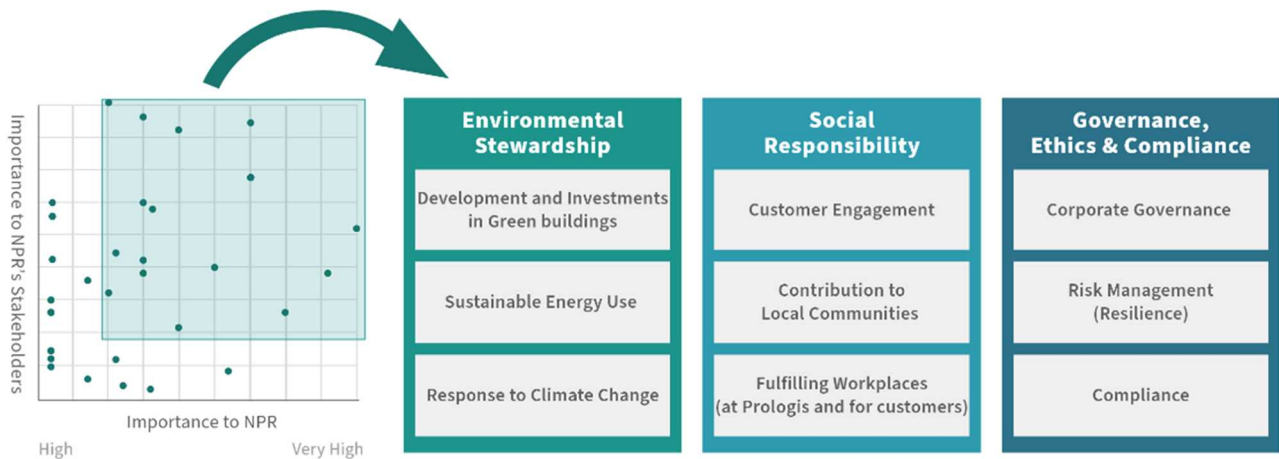 Importance to NPR's Stakeholders
Importance to NPR
High
Very High
Environmental
Stewardship
Development and Investments
in Green buildings
Sustainable Energy Use
Response to Climate Change
Social
Responsibility
Customer Engagement
Contribution to
Local Communities
Fulfilling Workplaces
(at Prologis and for customers)
Governance,
Ethics & Compliance
Corporate Governance
Risk Management
(Resilience)
Compliance